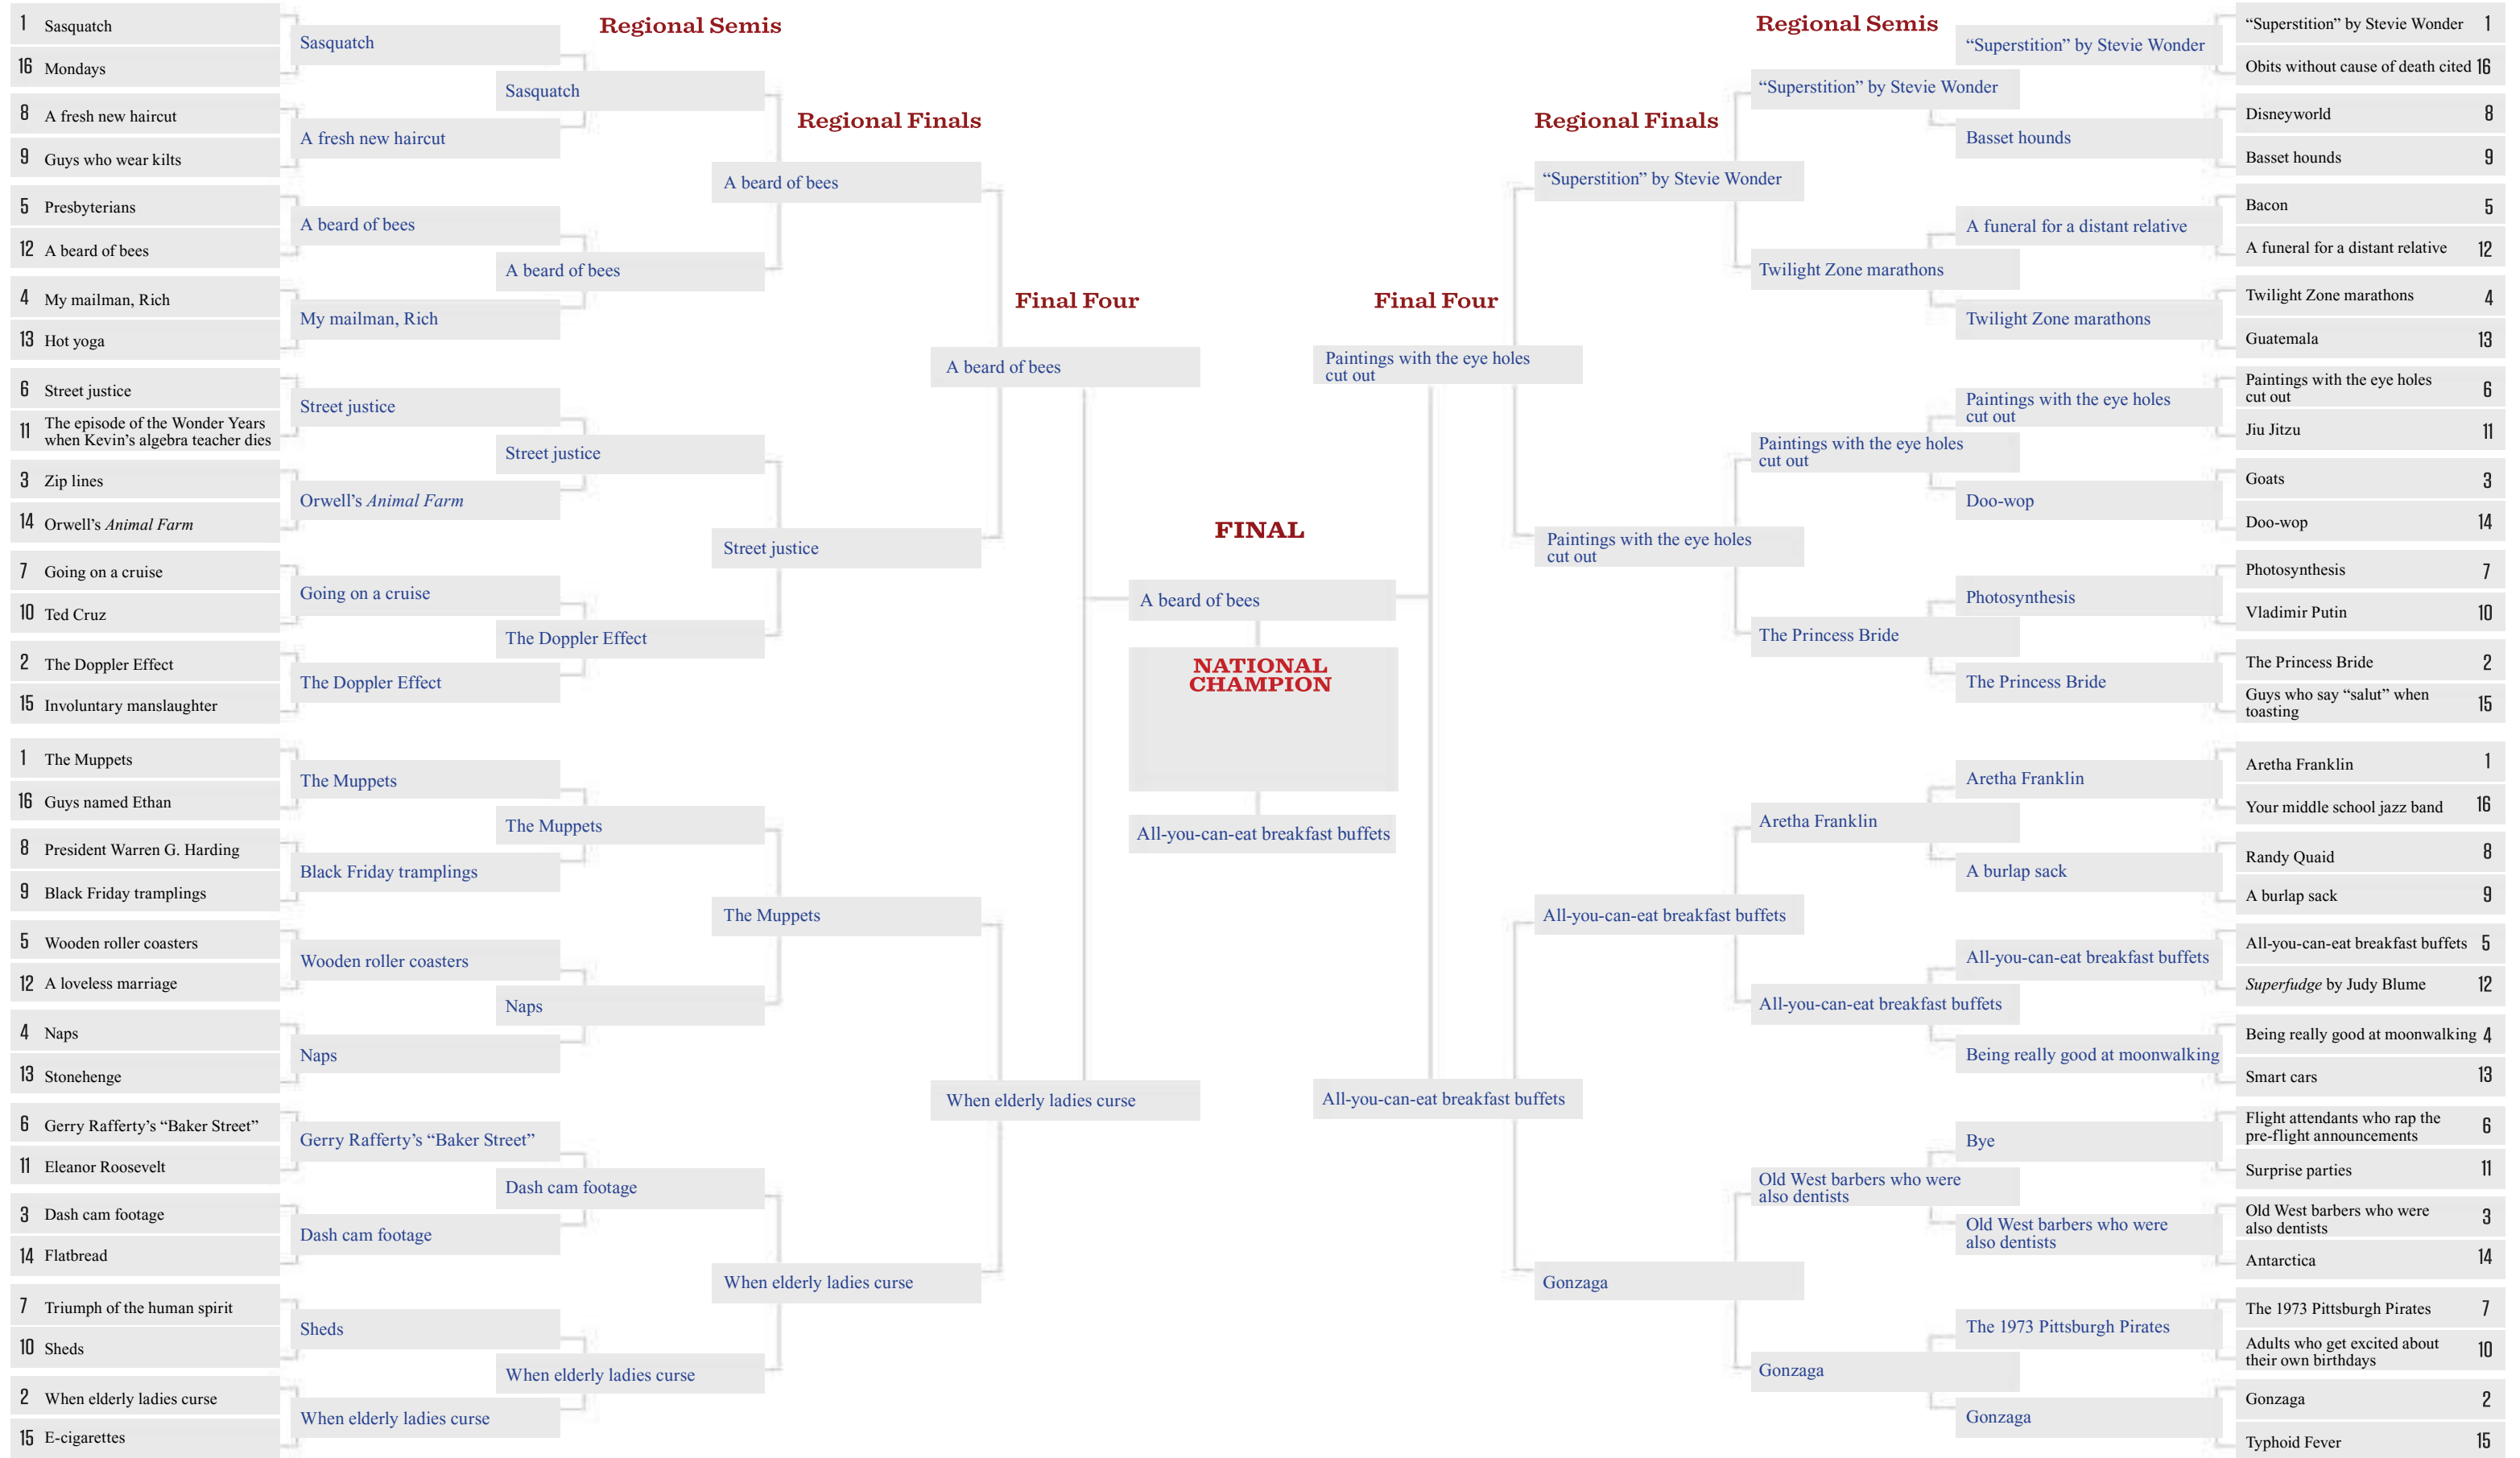 1 Sasquatch
16 Mondays
8 A fresh new haircut
9 Guys who wear kilts
5 Presbyterians
12 A beard of bees
4 My mailman, Rich
13 Hot yoga
6 Street justice
11 The episode of the Wonder Years
when Kevin’s algebra teacher dies
3 Zip lines
14 Orwell’s Animal Farm
7 Going on a cruise
10 Ted Cruz
2 The Doppler Effect
15 Involuntary manslaughter
1 The Muppets
16 Guys named Ethan
8 President Warren G. Harding
9 Black Friday tramplings
5 Wooden roller coasters
12 A loveless marriage
4 Naps
13 Stonehenge
6 Gerry Rafferty’s “Baker Street”
11 Eleanor Roosevelt
3 Dash cam footage
14 Flatbread
7 Triumph of the human spirit
10 Sheds
2 When elderly ladies curse
15 E-cigarettes
Sasquatch
A fresh new haircut
A beard of bees
My mailman, Rich
Street justice
Orwell’s Animal Farm
Going on a cruise
The Doppler Effect
The Muppets
Black Friday tramplings
Wooden roller coasters
Naps
Gerry Rafferty’s “Baker Street”
Dash cam footage
Sheds
When elderly ladies curse
Regional Semis
Sasquatch
A beard of bees
Street justice
The Doppler Effect
The Muppets
Naps
Dash cam footage
When elderly ladies curse
Regional Finals
A beard of bees
Street justice
The Muppets
When elderly ladies curse
Final Four
A beard of bees
When elderly ladies curse
FINAL
A beard of bees
NATIONAL
CHAMPION
All-you-can-eat breakfast buffets
Final Four
Paintings with the eye holes
cut out
All-you-can-eat breakfast buffets
Regional Finals
“Superstition” by Stevie Wonder
Paintings with the eye holes
cut out
All-you-can-eat breakfast buffets
Gonzaga
Regional Semis
“Superstition” by Stevie Wonder
Twilight Zone marathons
Paintings with the eye holes
cut out
The Princess Bride
Aretha Franklin
All-you-can-eat breakfast buffets
Old West barbers who were
also dentists
Gonzaga
“Superstition” by Stevie Wonder
Basset hounds
A funeral for a distant relative
Twilight Zone marathons
Paintings with the eye holes
cut out
Doo-wop
Photosynthesis
The Princess Bride
Aretha Franklin
A burlap sack
All-you-can-eat breakfast buffets
Being really good at moonwalking
Bye
Old West barbers who were
also dentists
The 1973 Pittsburgh Pirates
Gonzaga
“Superstition” by Stevie Wonder 1
Obits without cause of death cited 16
Disneyworld 8
Basset hounds 9
Bacon 5
A funeral for a distant relative 12
Twilight Zone marathons 4
Guatemala 13
Paintings with the eye holes
cut out 6
Jiu Jitzu 11
Goats 3
Doo-wop 14
Photosynthesis 7
Vladimir Putin 10
The Princess Bride 2
Guys who say “salut” when
toasting 15
Aretha Franklin 1
Your middle school jazz band 16
Randy Quaid 8
A burlap sack 9
All-you-can-eat breakfast buffets 5
Superfudge by Judy Blume 12
Being really good at moonwalking 4
Smart cars 13
Flight attendants who rap the
pre-flight announcements 6
Surprise parties 11
Old West barbers who were
also dentists 3
Antarctica 14
The 1973 Pittsburgh Pirates 7
Adults who get excited about
their own birthdays 10
Gonzaga 2
Typhoid Fever 15